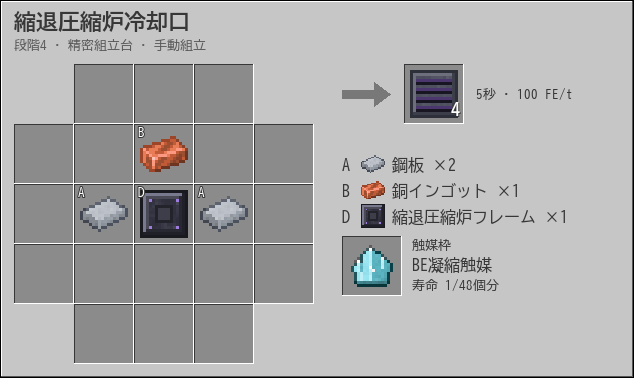 縮退圧縮炉冷却口
段階4 · 精密組立台 · 手動組立
B
A
D
A
4
5秒 · 100 FE/t
A 鋼板 ×2
B 銅インゴット ×1
D 縮退圧縮炉フレーム ×1
触媒枠
BE凝縮触媒
寿命 1/48個分